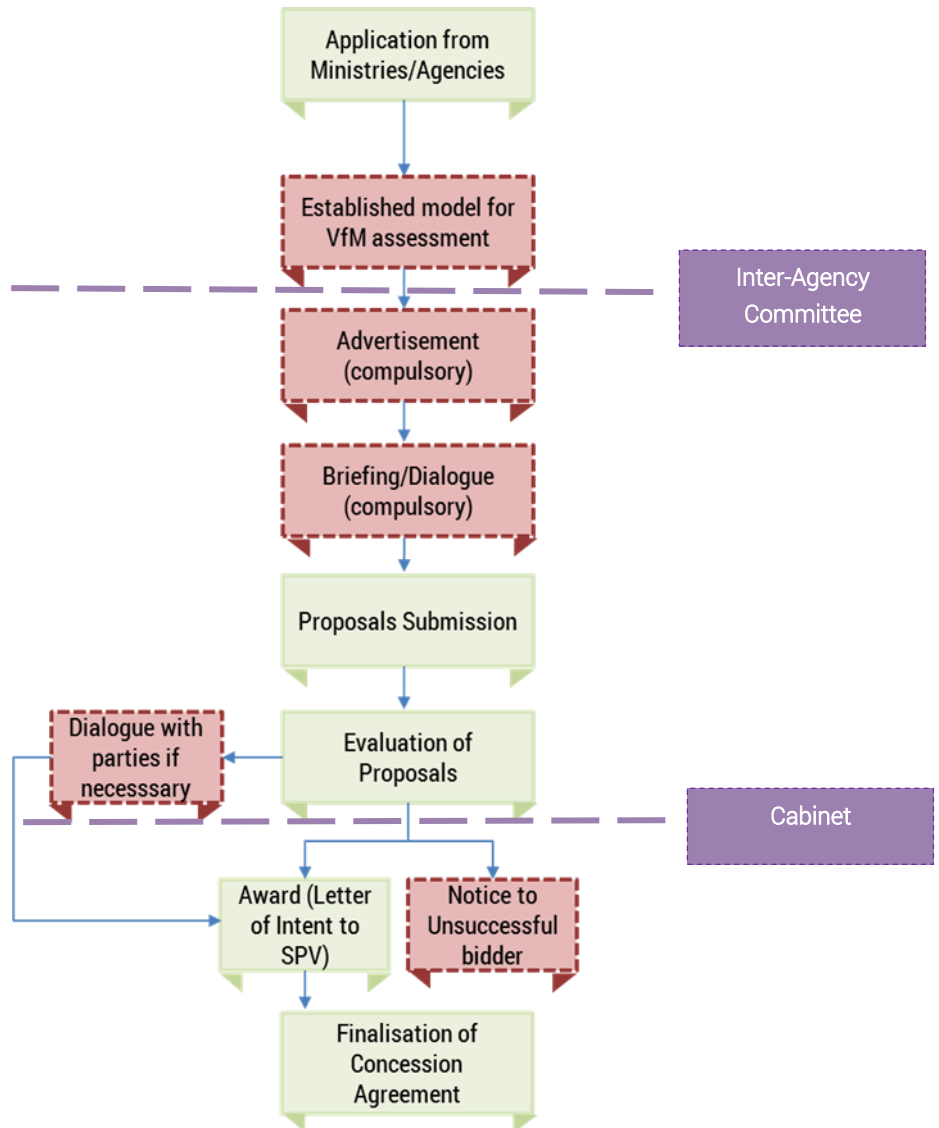 Application from
Ministries/Agencies
Established model for
VfM assessment
Inter-Agency
Committee
Advertisement
(compulsory)
Briefing/Dialogue
(compulsory)
Proposals Submission
Dialogue with
parties if
necesssary
Evaluation of
Proposals
Cabinet
Award (Letter
of Intent to
SPV)
Notice to
Unsuccessful
bidder
Finalisation of
Concession
Agreement